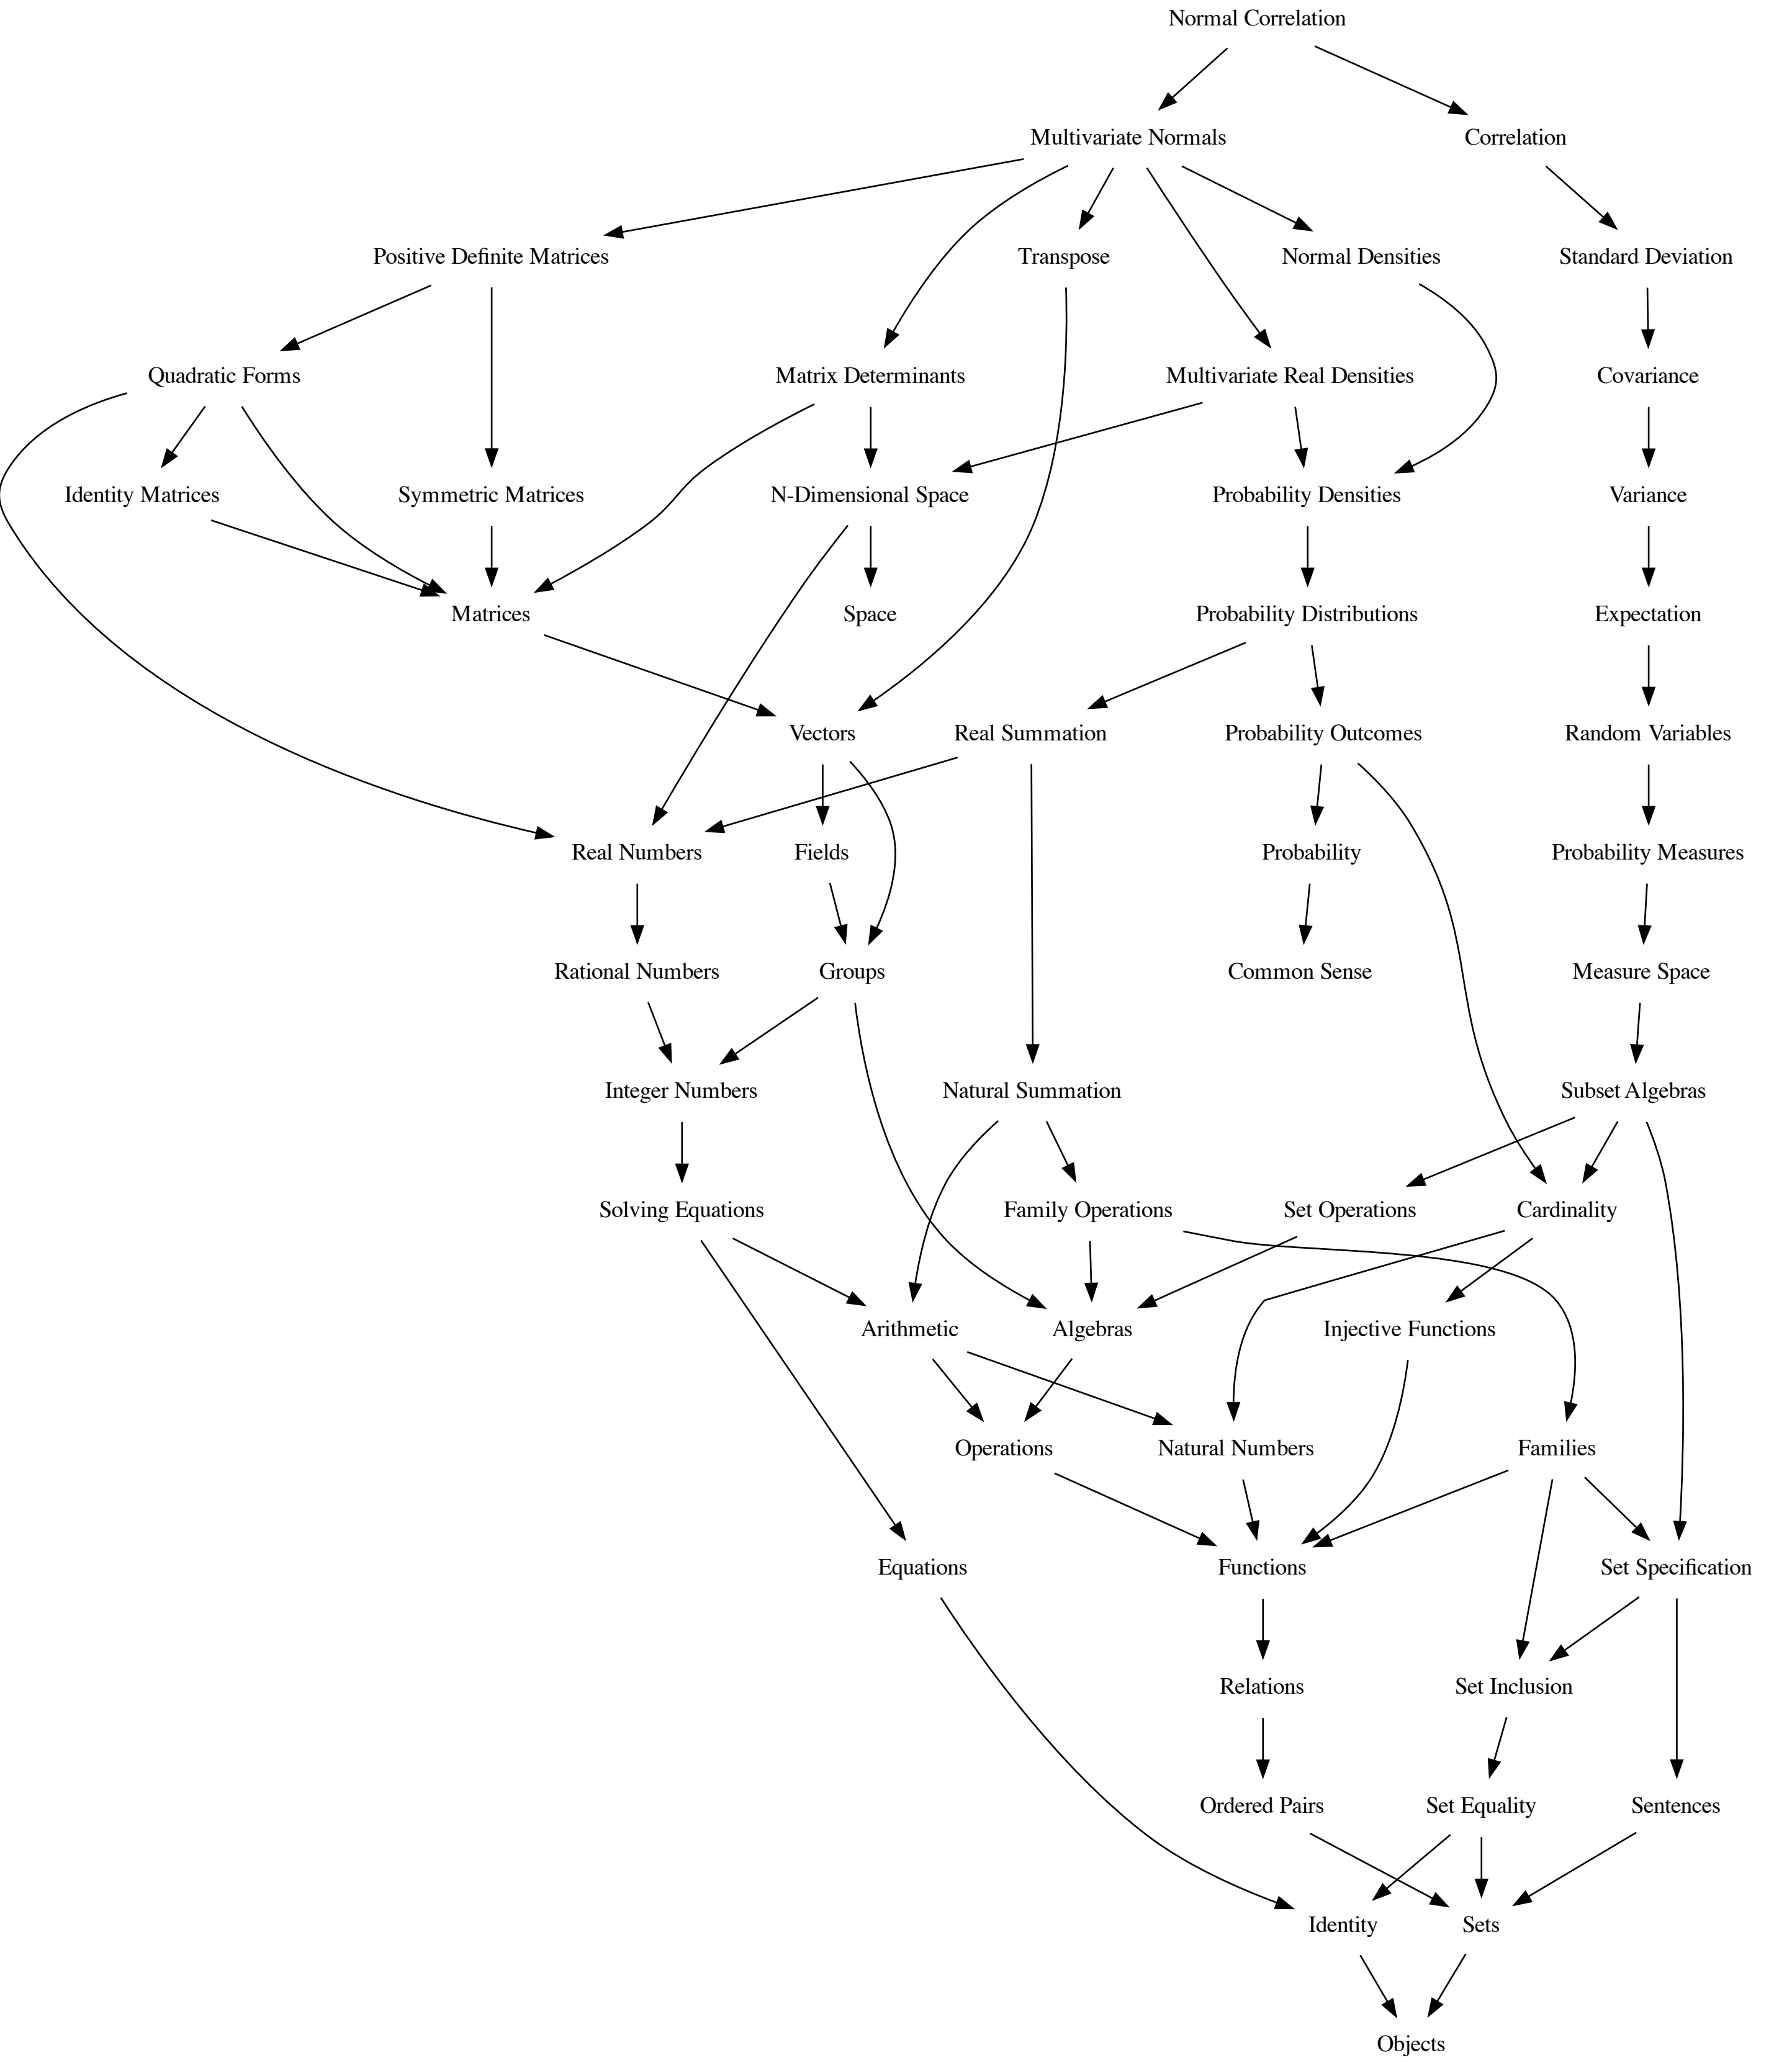 Normal Correlation
Multivariate Normals
Correlation
Positive Definite Matrices
Transpose
Normal Densities
Standard Deviation
Quadratic Forms
Matrix Determinants
Multivariate Real Densities
Covariance
Identity Matrices
Symmetric Matrices
N-Dimensional Space
Probability Densities
Variance
Matrices
Space
Probability Distributions
Expectation
Vectors
Real Summation
Probability Outcomes
Random Variables
Real Numbers
Fields
Probability
Probability Measures
Rational Numbers
Groups
Common Sense
Measure Space
Integer Numbers
Natural Summation
Subset Algebras
Solving Equations
Family Operations
Set Operations
Cardinality
Arithmetic
Algebras
Injective Functions
Operations
Natural Numbers
Families
Equations
Functions
Set Specification
Relations
Set Inclusion
Ordered Pairs
Set Equality
Sentences
Identity
Sets
Objects